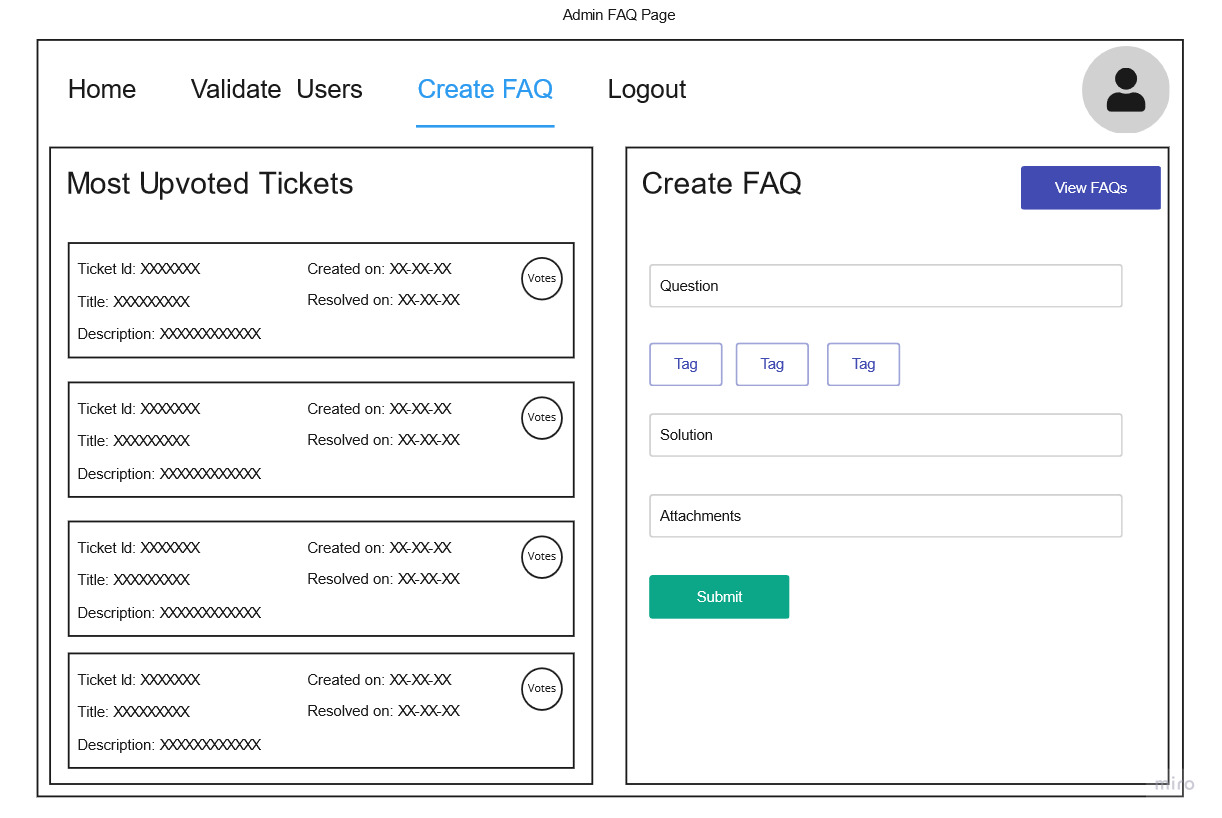 Admin FAQ Page
Home Validate Users Create FAQ Logout
Most Upvoted Tickets
Ticket Id: XXXXXXX Created on: XX-XX-XX Votes
Title: XXXXXXXXX Resolved on: XX-XX-XX
Description: XXXXXXXXXXXX
Ticket Id: XXXXXXX Created on: XX-XX-XX Votes
Title: XXXXXXXXX Resolved on: XX-XX-XX
Description: XXXXXXXXXXXX
Ticket Id: XXXXXXX Created on: XX-XX-XX Votes
Title: XXXXXXXXX Resolved on: XX-XX-XX
Description: XXXXXXXXXXXX
Ticket Id: XXXXXXX Created on: XX-XX-XX Votes
Title: XXXXXXXXX Resolved on: XX-XX-XX
Description: XXXXXXXXXXXX
Create FAQ View FAQs
Question
Tag Tag Tag
Solution
Attachments
Submit
miro